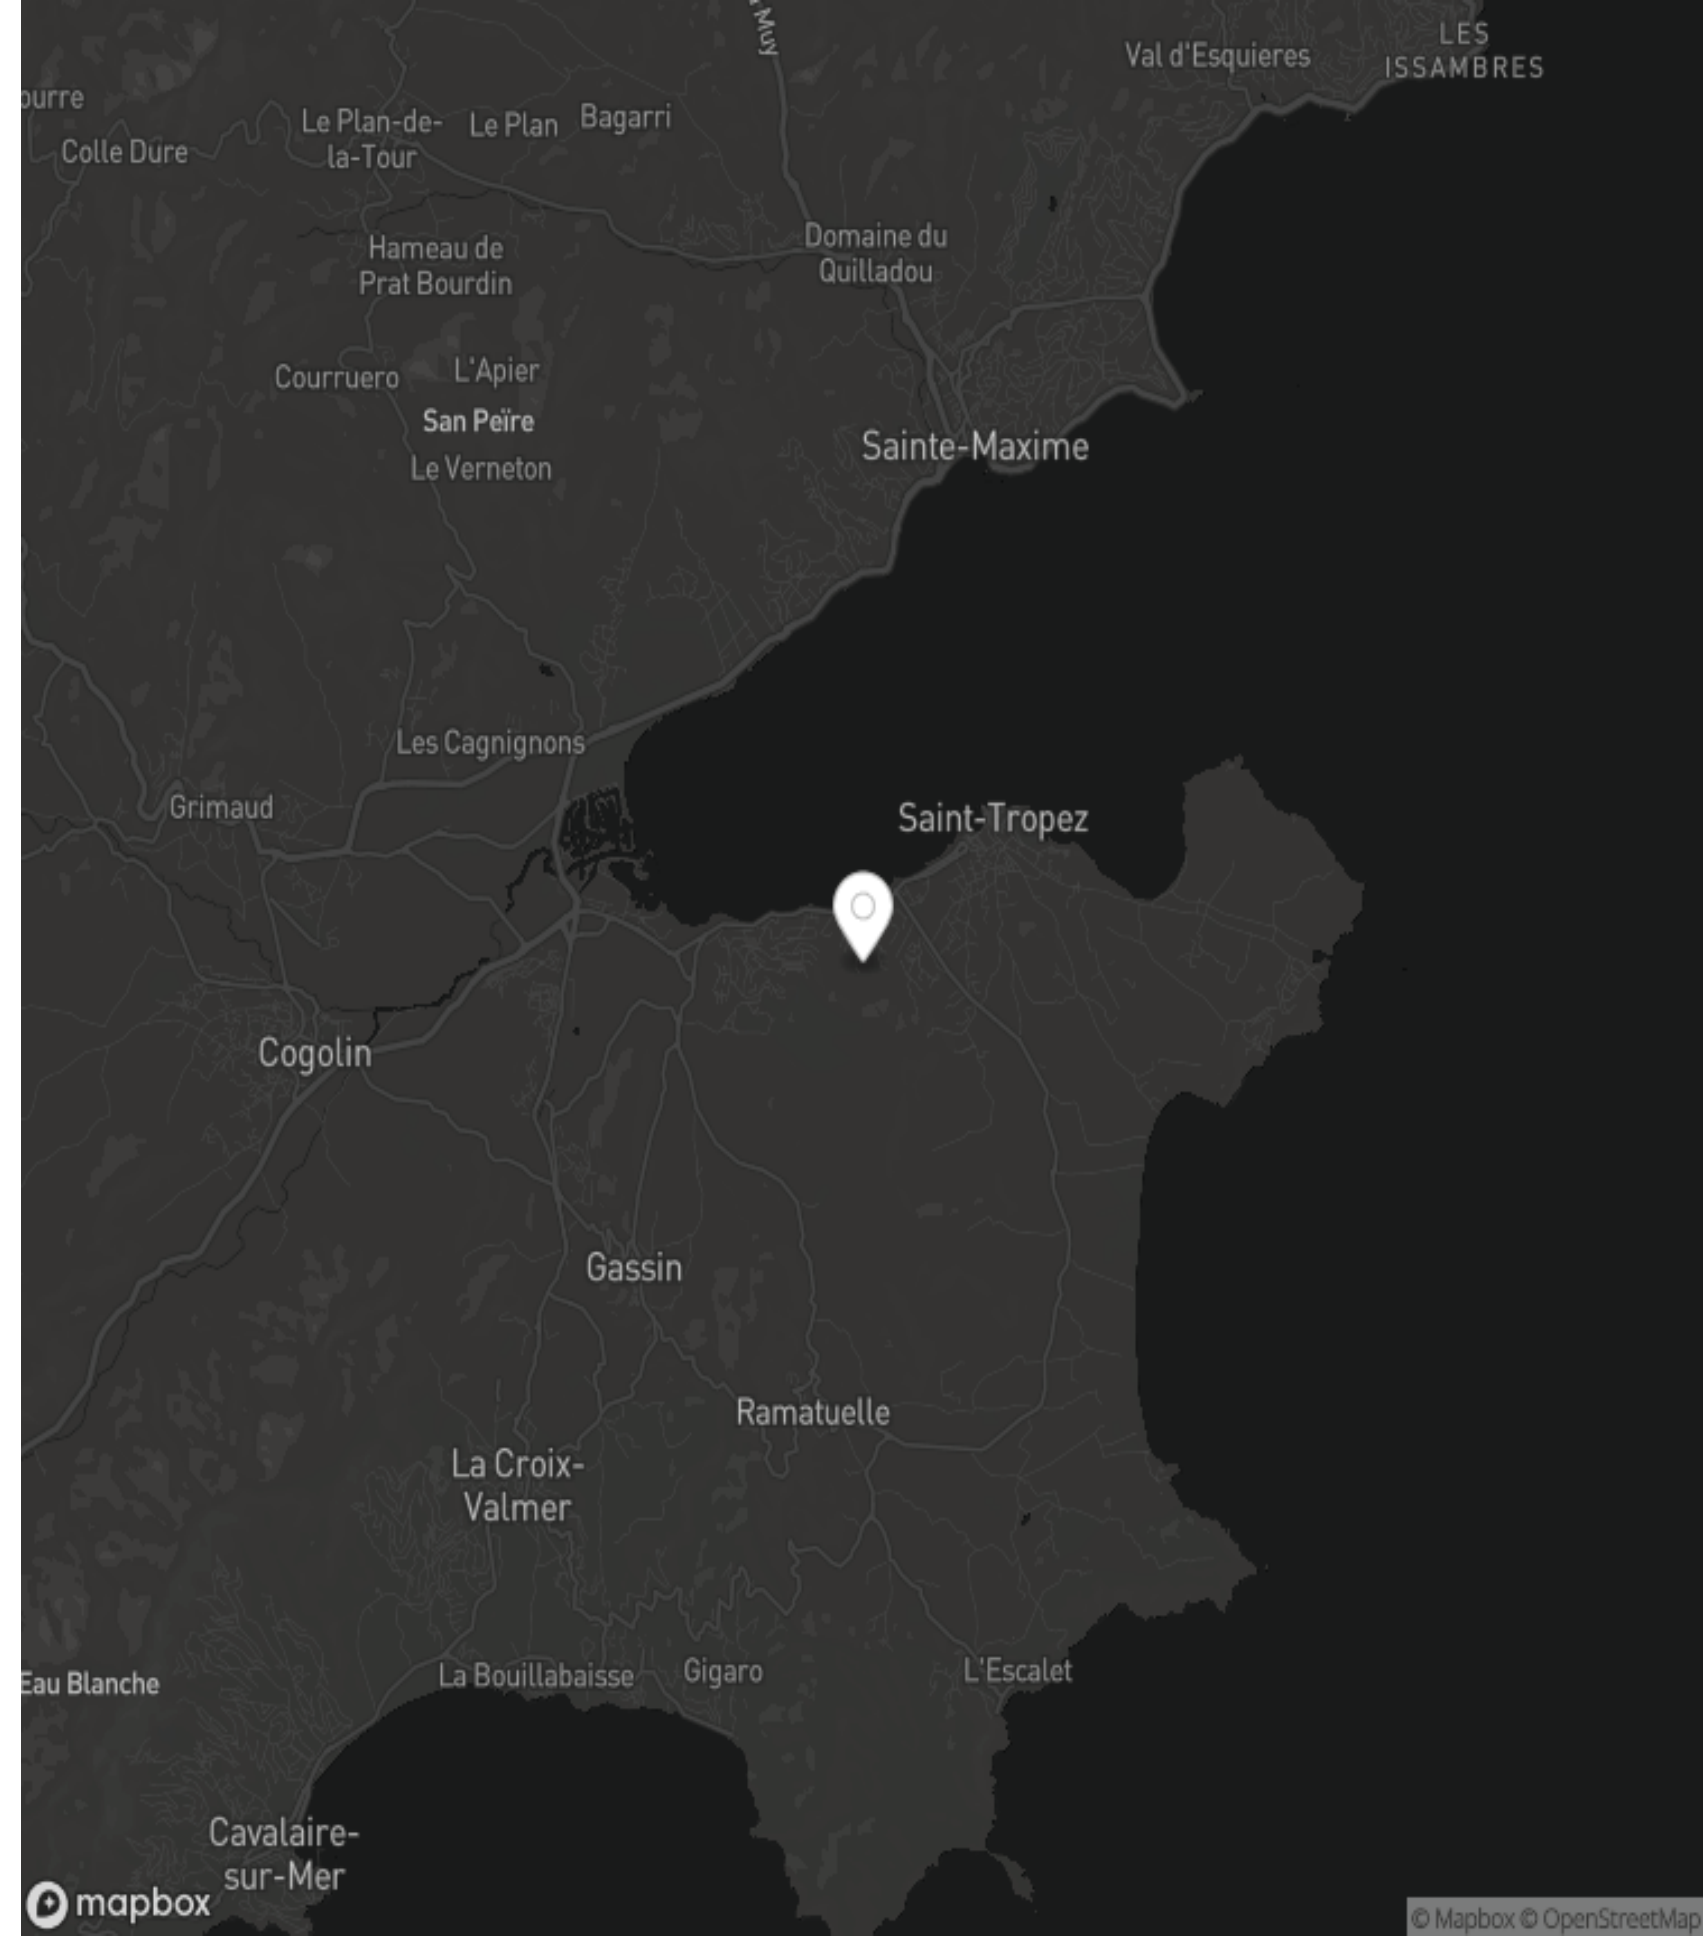 Muy
Val d'Esquieres
LES
ISSAMBRES
ourre
Le Plan-de-
la-Tour
Le Plan
Bagarri
Colle Dure
Domaine du
Quilladou
Hameau de
Prat Bourdin
Courruero
L'Apier
San Peïre
Sainte-Maxime
Le Verneton
Les Cagnignons
Grimaud
Saint-Tropez
Cogolin
Gassin
Ramatuelle
La Croix-
Valmer
Eau Blanche
La Bouillabaisse
Gigaro
L'Escalet
Cavalaire-
sur-Mer
mapbox
© Mapbox © OpenStreetMap